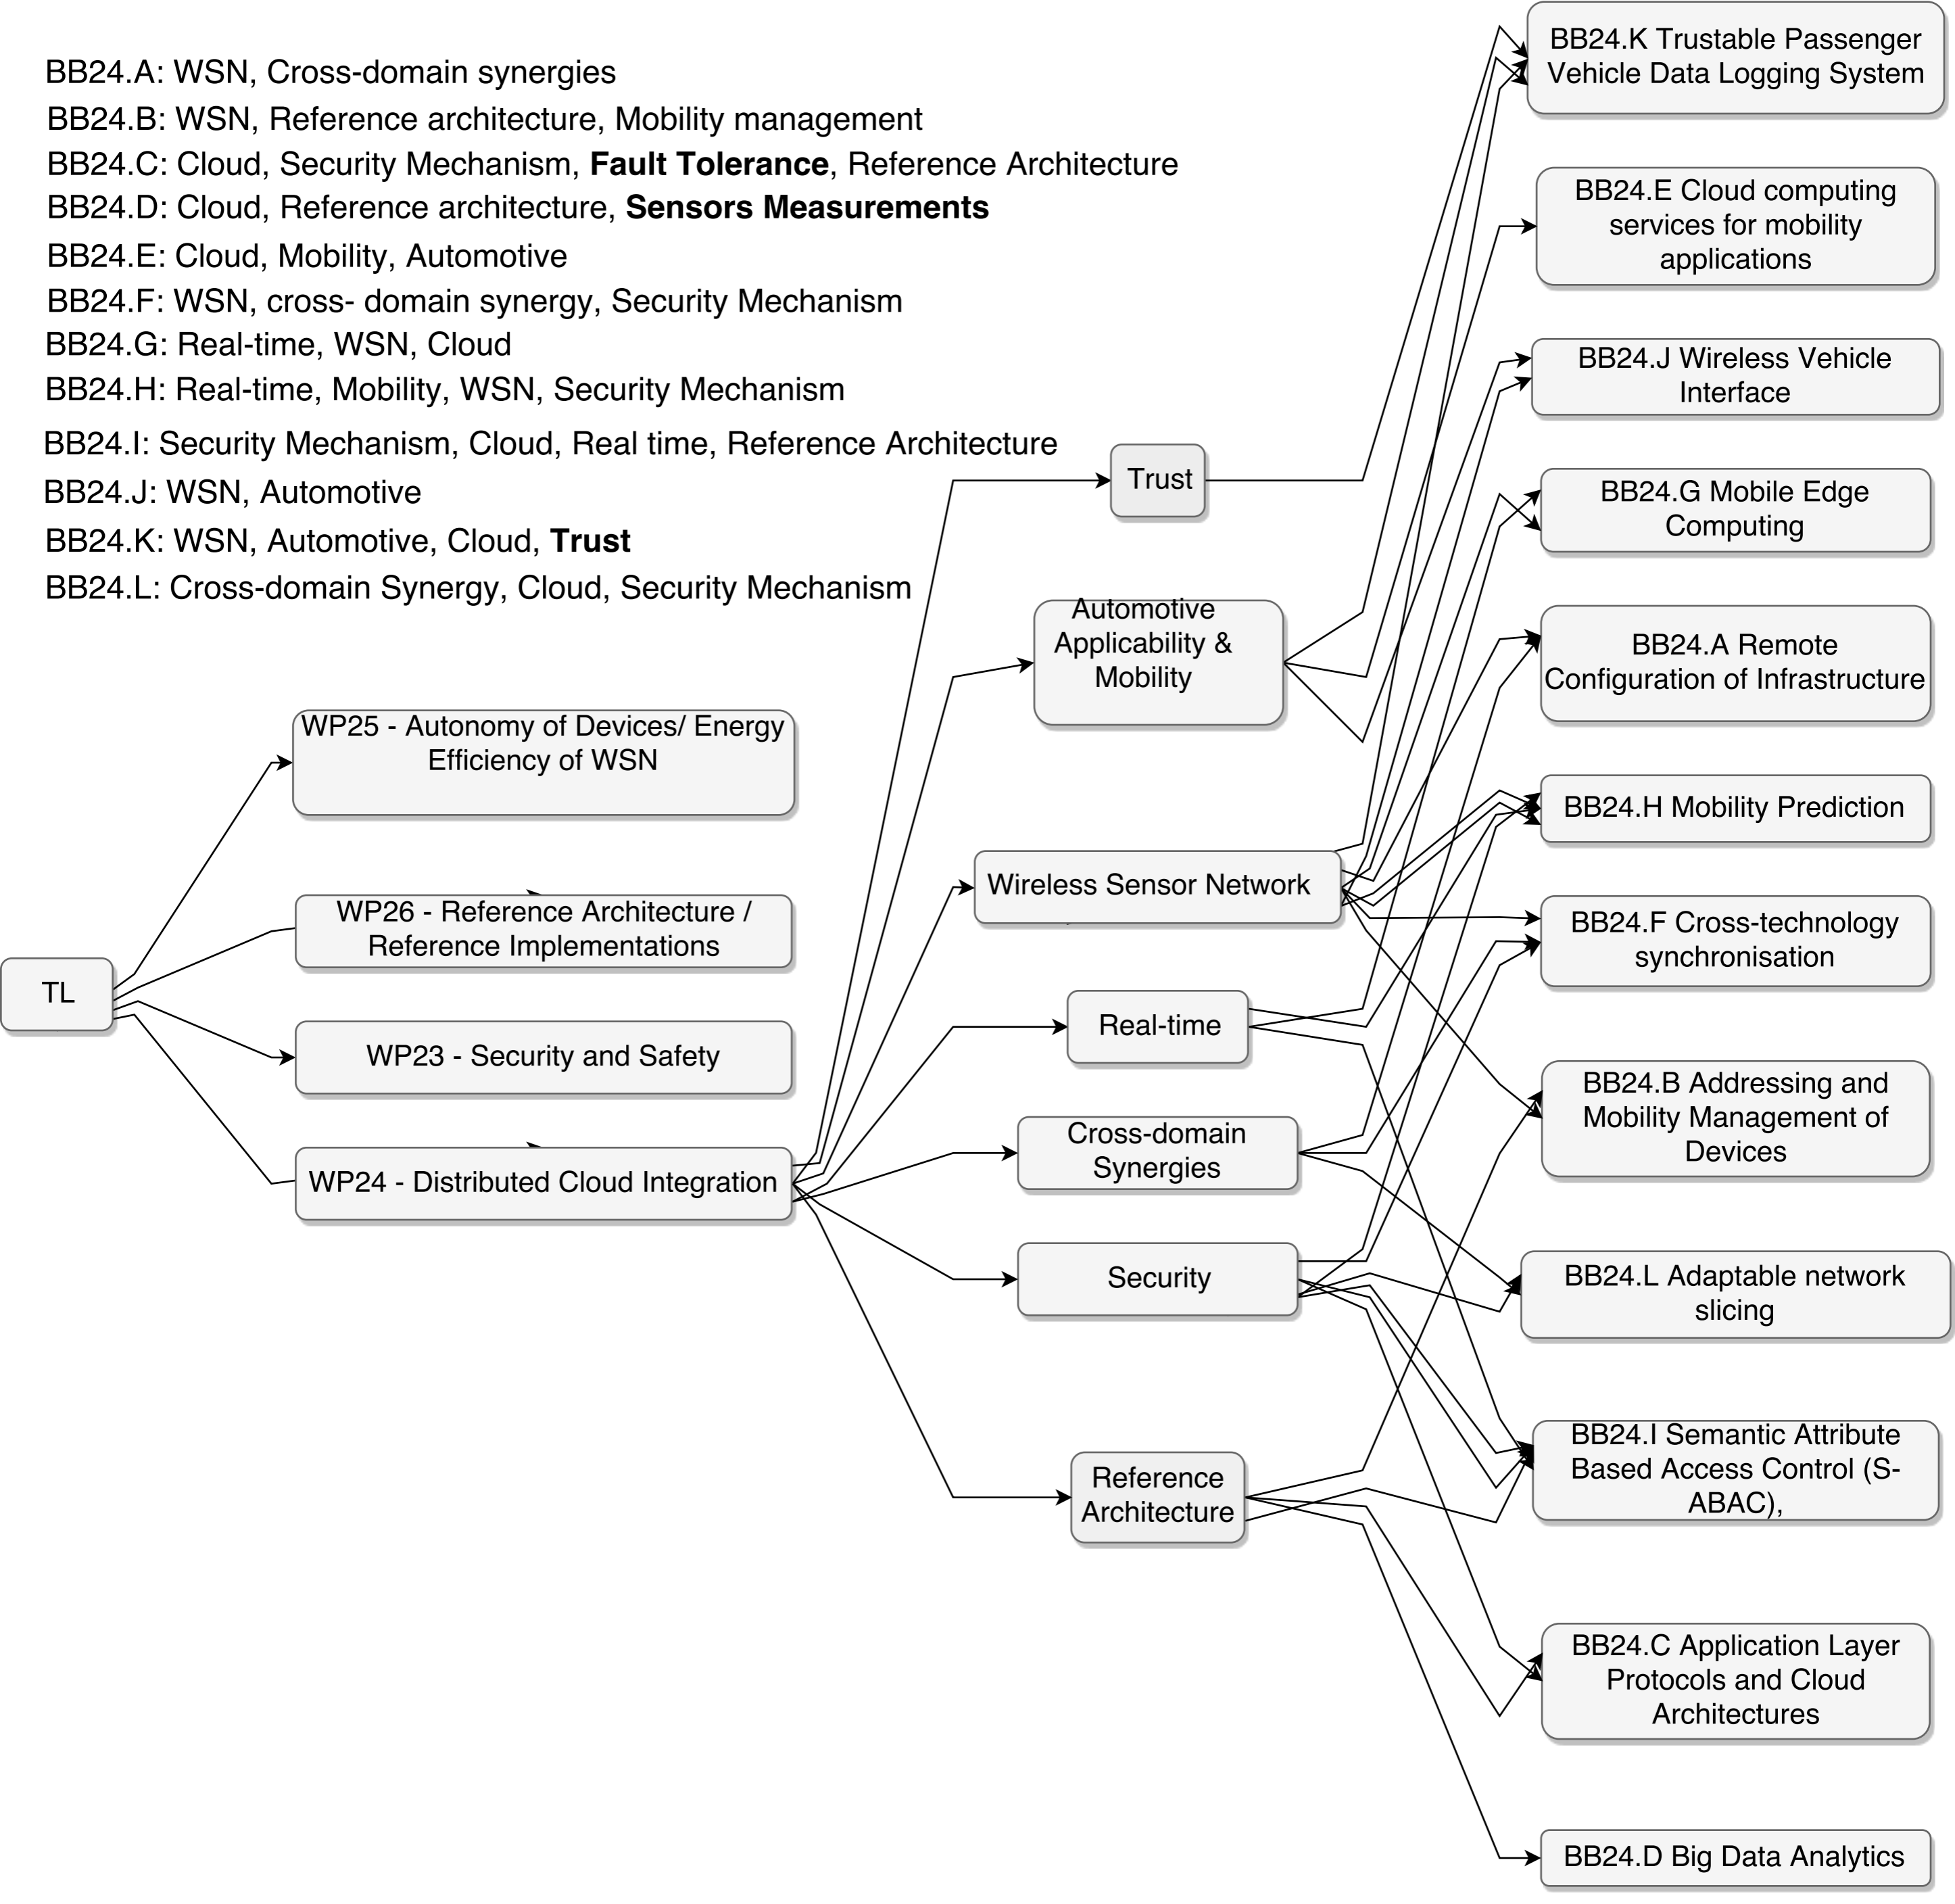 BB24.A: WSN, Cross-domain synergies
BB24.B: WSN, Reference architecture, Mobility management
BB24.C: Cloud, Security Mechanism, Fault Tolerance, Reference Architecture
BB24.D: Cloud, Reference architecture, Sensors Measurements
BB24.E: Cloud, Mobility, Automotive
BB24.F: WSN, cross- domain synergy, Security Mechanism
BB24.G: Real-time, WSN, Cloud
BB24.H: Real-time, Mobility, WSN, Security Mechanism
BB24.I: Security Mechanism, Cloud, Real time, Reference Architecture
BB24.J: WSN, Automotive
BB24.K: WSN, Automotive, Cloud, Trust
BB24.L: Cross-domain Synergy, Cloud, Security Mechanism
TL
WP25 - Autonomy of Devices/ Energy
Efficiency of WSN
WP26 - Reference Architecture /
Reference Implementations
WP23 - Security and Safety
WP24 - Distributed Cloud Integration
Trust
Automotive
Applicability &
Mobility
Wireless Sensor Network
Real-time
Cross-domain
Synergies
Security
Reference
Architecture
BB24.K Trustable Passenger
Vehicle Data Logging System
BB24.E Cloud computing
services for mobility
applications
BB24.J Wireless Vehicle
Interface
BB24.G Mobile Edge
Computing
BB24.A Remote
Configuration of Infrastructure
BB24.H Mobility Prediction
BB24.F Cross-technology
synchronisation
BB24.B Addressing and
Mobility Management of
Devices
BB24.L Adaptable network
slicing
BB24.I Semantic Attribute
Based Access Control (S-
ABAC),
BB24.C Application Layer
Protocols and Cloud
Architectures
BB24.D Big Data Analytics